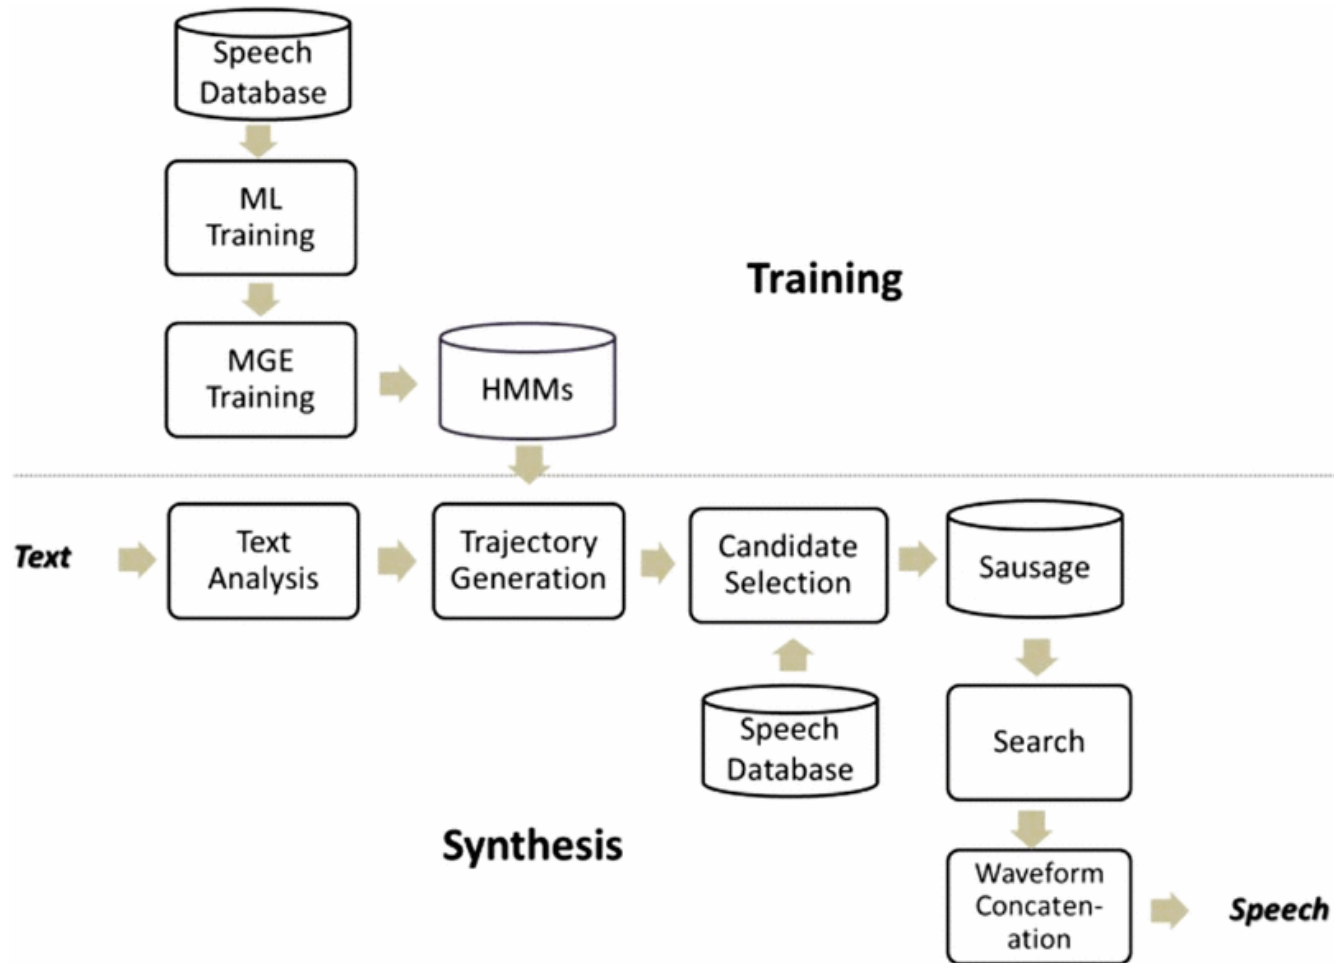 Speech
Database
ML
Training
Training
MGE
Training
HMMs
Text
Text
Analysis
Trajectory
Generation
Candidate
Selection
Sausage
Speech
Database
Search
Synthesis
Waveform
Concaten-
ation
Speech